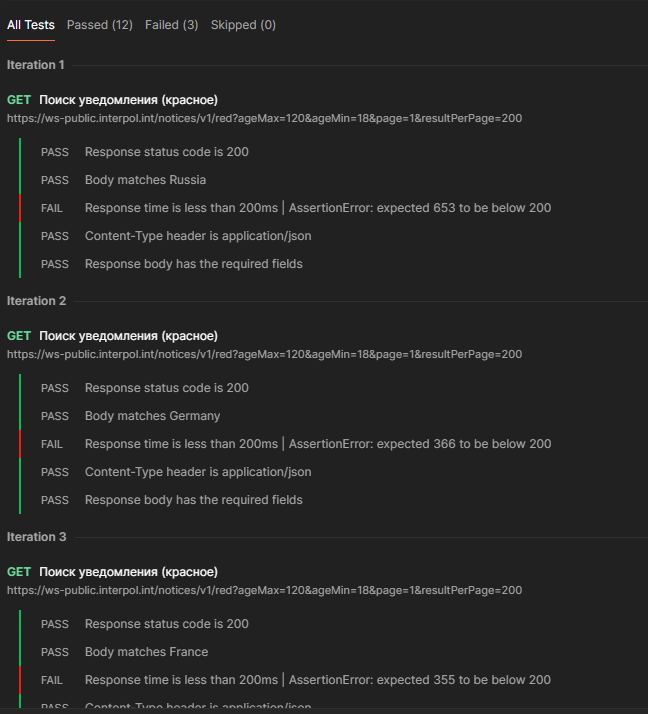 All Tests Passed (12) Failed (3) Skipped (0)
Iteration 1
GET Поиск уведомления (красное)
https://ws-public.interpol.int/notices/v1/red?ageMax=120&ageMin=18&page=1&resultPerPage=200
PASS Response status code is 200
PASS Body matches Russia
FAIL Response time is less than 200ms | AssertionError: expected 653 to be below 200
PASS Content-Type header is application/json
PASS Response body has the required fields
Iteration 2
GET Поиск уведомления (красное)
https://ws-public.interpol.int/notices/v1/red?ageMax=120&ageMin=18&page=1&resultPerPage=200
PASS Response status code is 200
PASS Body matches Germany
FAIL Response time is less than 200ms | AssertionError: expected 366 to be below 200
PASS Content-Type header is application/json
PASS Response body has the required fields
Iteration 3
GET Поиск уведомления (красное)
https://ws-public.interpol.int/notices/v1/red?ageMax=120&ageMin=18&page=1&resultPerPage=200
PASS Response status code is 200
PASS Body matches France
FAIL Response time is less than 200ms | AssertionError: expected 355 to be below 200
PASS Content-Type header is application/json